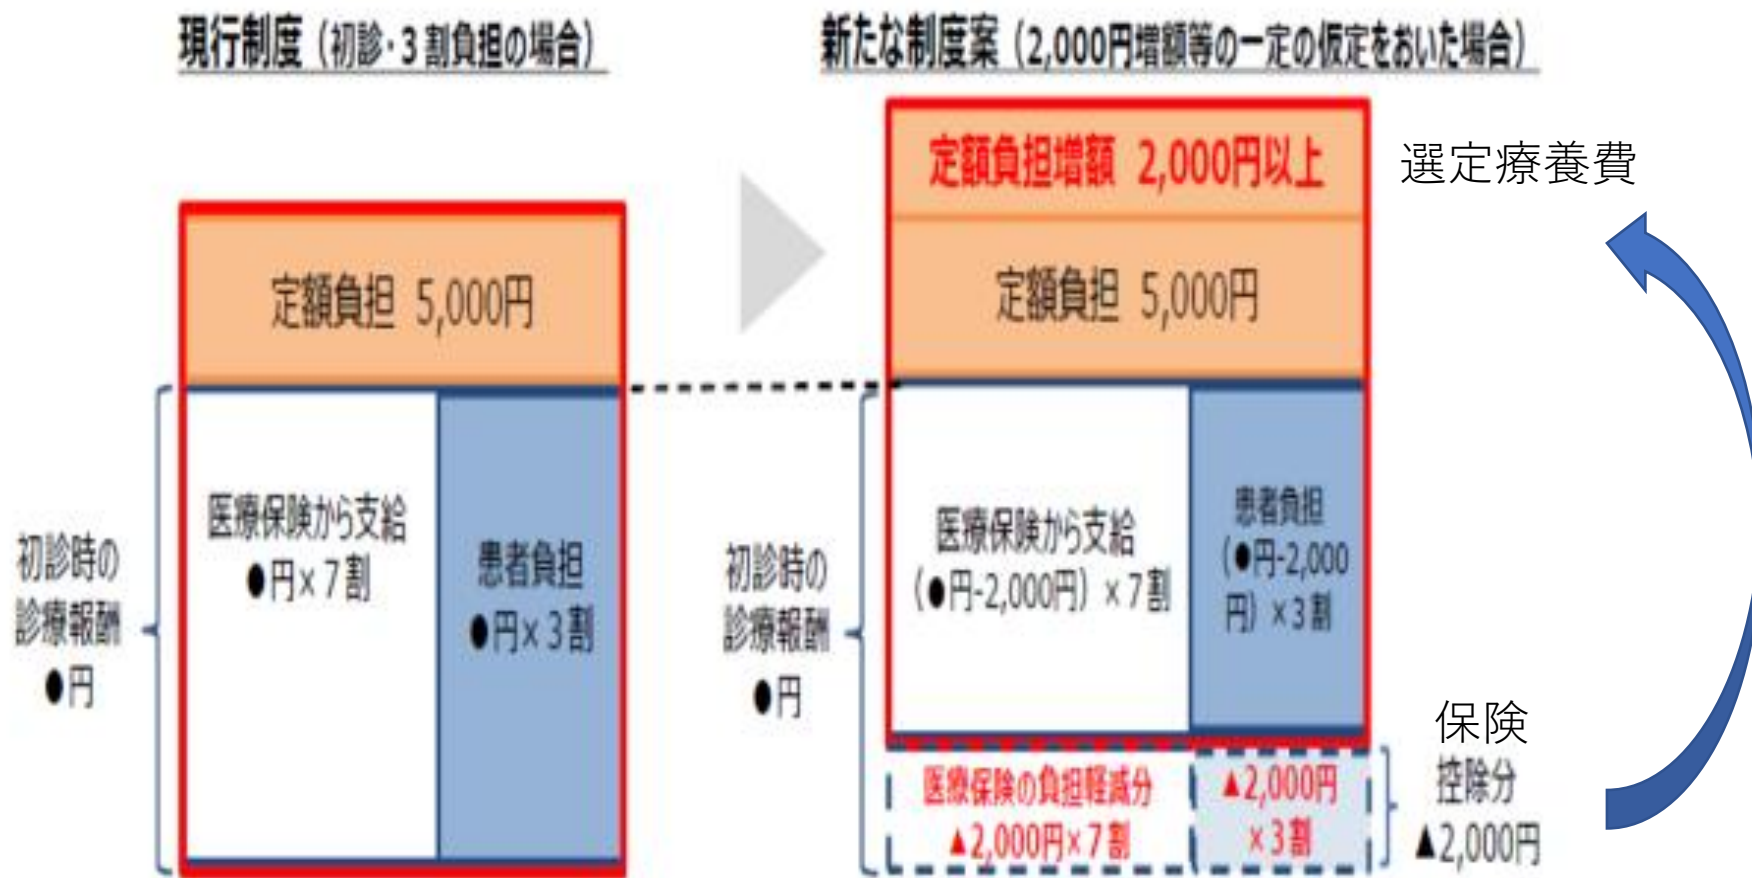 現行制度（初診・３割負担の場合）
定額負担 5,000円
初診時の
診療報酬
●円
医療保険から支給
●円×７割
患者負担
●円×３割
新たな制度案（2,000円増額等の一定の仮定をおいた場合）
定額負担増額 2,000円以上
定額負担 5,000円
選定療養費
初診時の
診療報酬
●円
医療保険から支給
（●円-2,000円）×７割
患者負担
（●円-2,000
円）×３割
医療保険の負担軽減分
▲2,000円×７割
▲2,000円
×３割
保険
控除分
▲2,000円